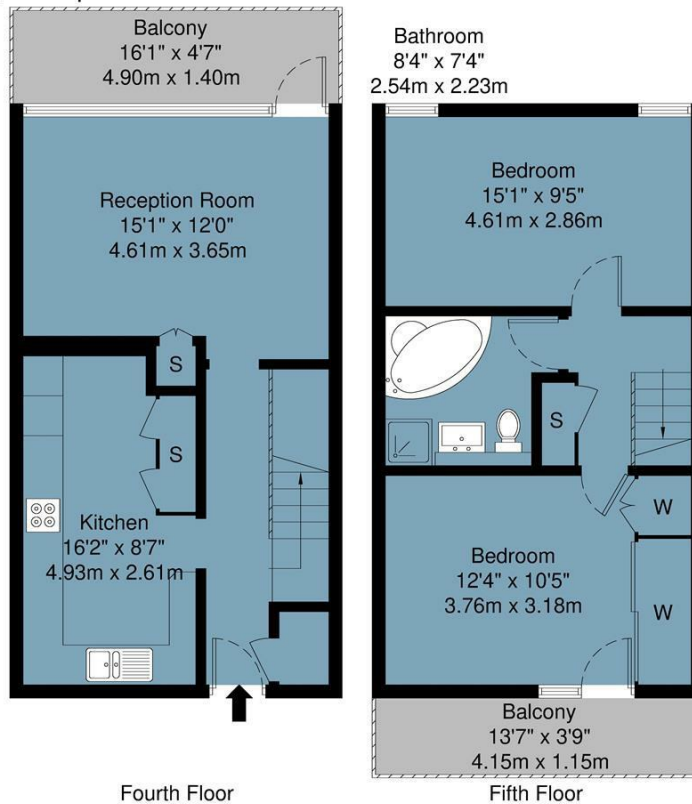 Balcony
16'1" x 4'7"
4.90m x 1.40m
Reception Room
15'1" x 12'0"
4.61m x 3.65m
S
S
Kitchen
16'2" x 8'7"
4.93m x 2.61m
Fourth Floor
Bathroom
8'4" x 7'4"
2.54m x 2.23m
Bedroom
15'1" x 9'5"
4.61m x 2.86m
S
W
Bedroom
12'4" x 10'5"
3.76m x 3.18m
W
Balcony
13'7" x 3'9"
4.15m x 1.15m
Fifth Floor